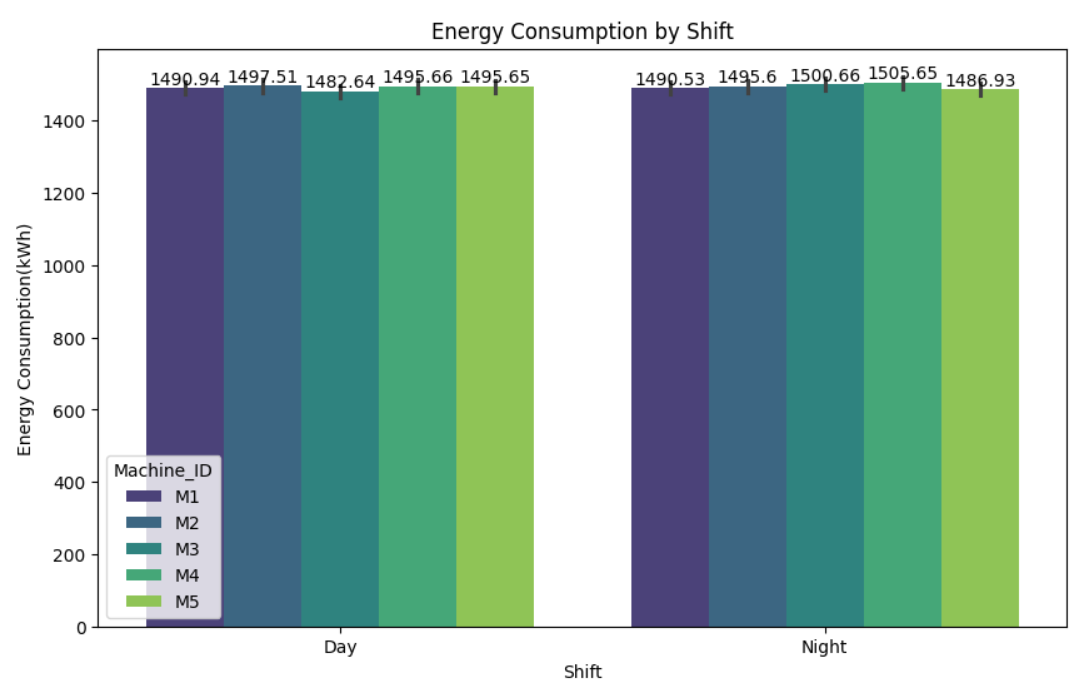 Energy Consumption by Shift
1490.94 1497.51 1482.64 1495.66 1495.65 1490.53 1495.6 1500.66 1505.65 1486.93
1400
1200
1000
800
600
400
200
0
Energy Consumption(kWh)
Machine_ID
M1
M2
M3
M4
M5
Day Night
Shift